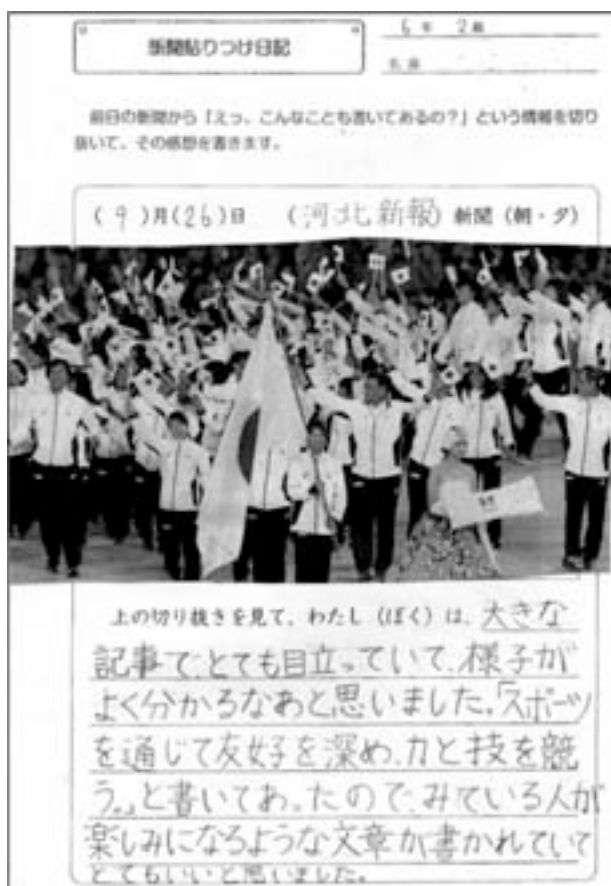 新聞貼りつけ日記
6年 2組
名前
前日の新聞から「えっ、こんなことも書いてあるの?」という情報を切り
抜いて、その感想を書きます。
(9)月(26)日 (河北新報)新聞(朝・夕)
上の切り抜きを見て、わたし(ぼく)は、大きな
記事で、とても目立っていて、様子が
よく分かるなあと思いました。「スポーツ
を通じて友好を深め、力と技を競
う。」と書いてあったので、みている人が
楽しみになるような文章が書かれていて
とてもいいと思いました。